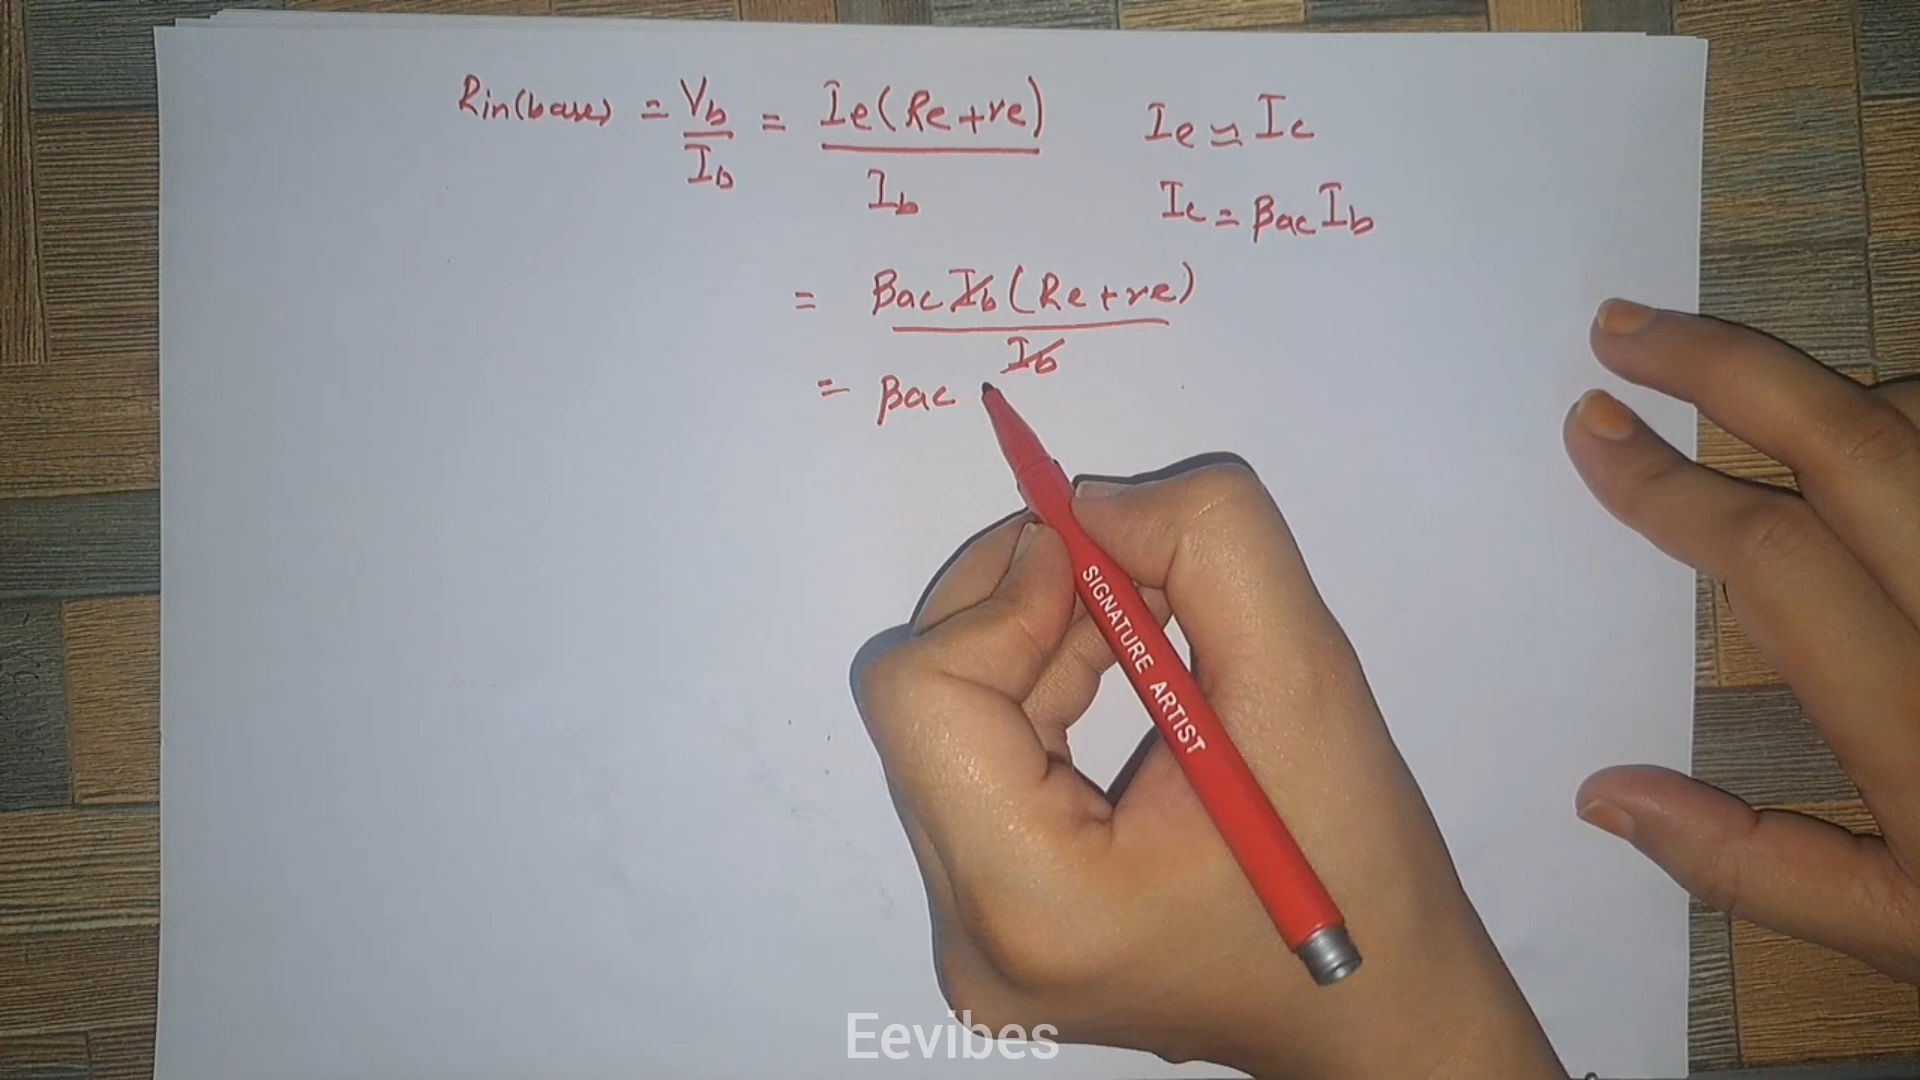 Rin(base) = Vb/Ib = Ie(Re+re)/Ib Ie ≃ Ic
Ic = βac Ib
= Bac Ib (Re+re)/Ib
= βac
SIGNATURE ARTIST
Eevibes